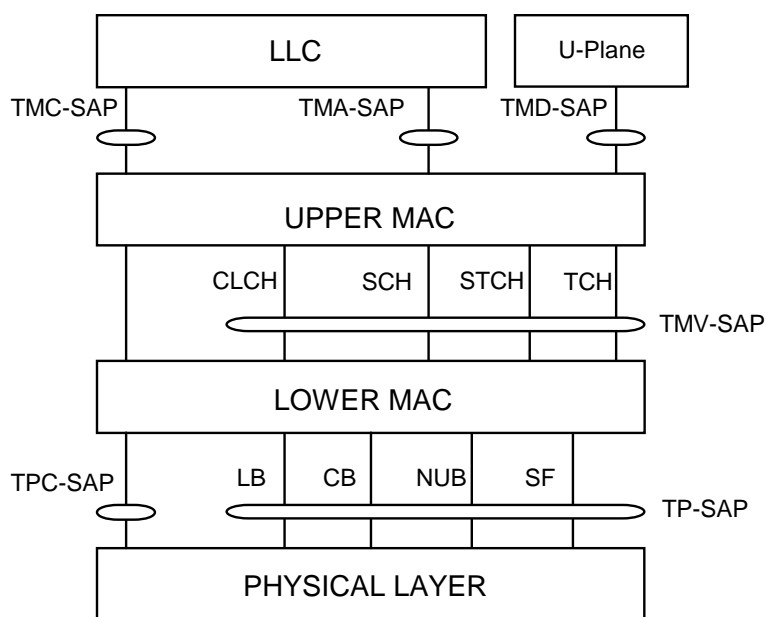 LLC
U-Plane
TMC-SAP
TMA-SAP
TMD-SAP
UPPER MAC
CLCH
SCH
STCH
TCH
TMV-SAP
LOWER MAC
TPC-SAP
LB
CB
NUB
SF
TP-SAP
PHYSICAL LAYER